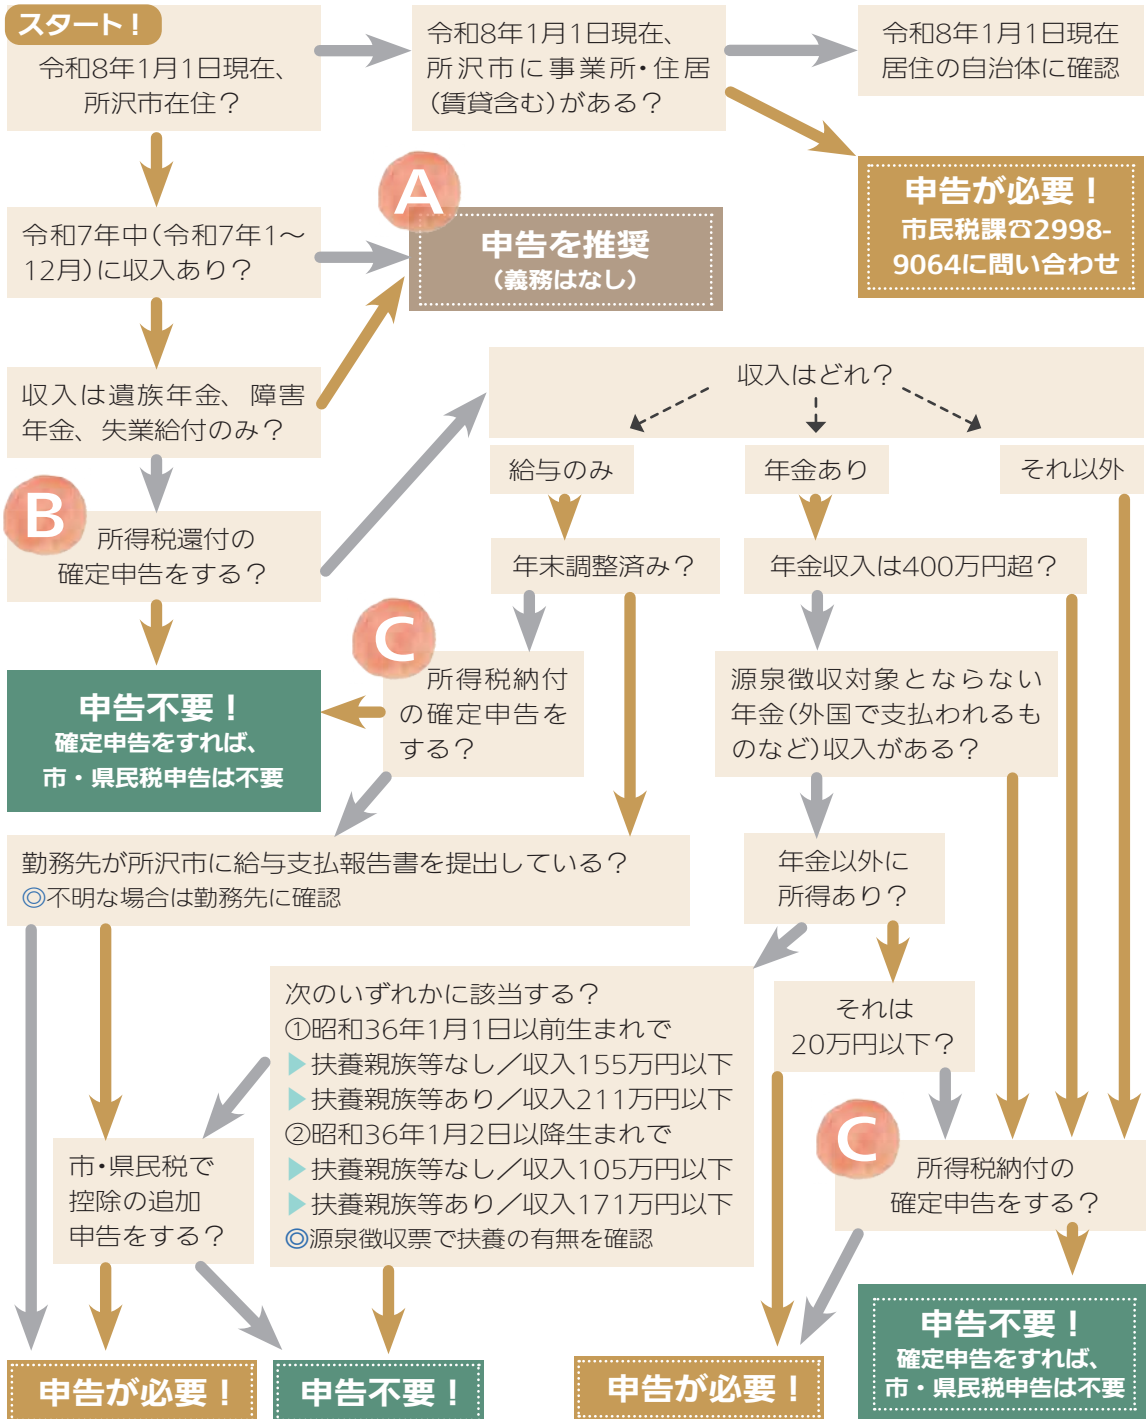 スタート！
令和8年1月1日現在、
所沢市在住？
令和8年1月1日現在、
所沢市に事業所・住居
（賃貸含む）がある？
令和8年1月1日現在
居住の自治体に確認
申告が必要！
市民税課☎2998-
9064に問い合わせ
令和7年中（令和7年1～
12月）に収入あり？
A
申告を推奨
（義務はなし）
収入は遺族年金、障害
年金、失業給付のみ？
収入はどれ？
給与のみ
年金あり
それ以外
B
所得税還付の
確定申告をする？
年末調整済み？
年金収入は400万円超？
申告不要！
確定申告をすれば、
市・県民税申告は不要
C
所得税納付
の確定申告を
する？
源泉徴収対象とならない
年金（外国で支払われるも
のなど）収入がある？
勤務先が所沢市に給与支払報告書を提出している？
◎不明な場合は勤務先に確認
年金以外に
所得あり？
次のいずれかに該当する？
①昭和36年1月1日以前生まれで
▶扶養親族等なし／収入155万円以下
▶扶養親族等あり／収入211万円以下
②昭和36年1月2日以降生まれで
▶扶養親族等なし／収入105万円以下
▶扶養親族等あり／収入171万円以下
◎源泉徴収票で扶養の有無を確認
それは
20万円以下？
市・県民税で
控除の追加
申告をする？
C
所得税納付の
確定申告をする？
申告が必要！
申告不要！
申告が必要！
申告不要！
確定申告をすれば、
市・県民税申告は不要